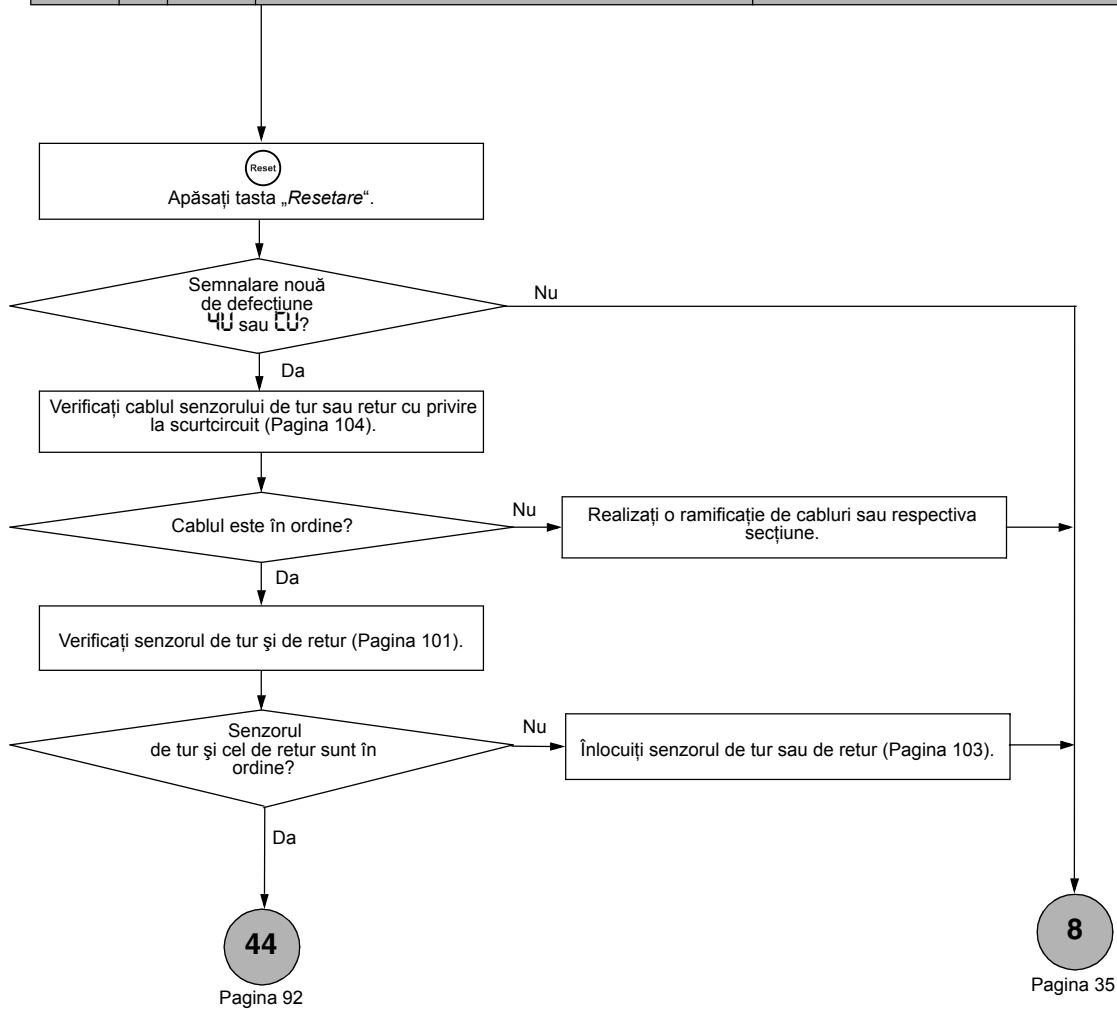 Reset
Apăsați tasta „Resetare“.
Semnalare nouă
de defecțiune
4U sau CU?
Nu
Da
Verificați cablul senzorului de tur sau retur cu privire
la scurtcircuit (Pagina 104).
Cablul este în ordine?
Nu
Realizați o ramificație de cabluri sau respectiva
secțiune.
Da
Verificați senzorul de tur şi de retur (Pagina 101).
Senzorul
de tur şi cel de retur sunt în
ordine?
Nu
Înlocuiți senzorul de tur sau de retur (Pagina 103).
Da
44
Pagina 92
8
Pagina 35